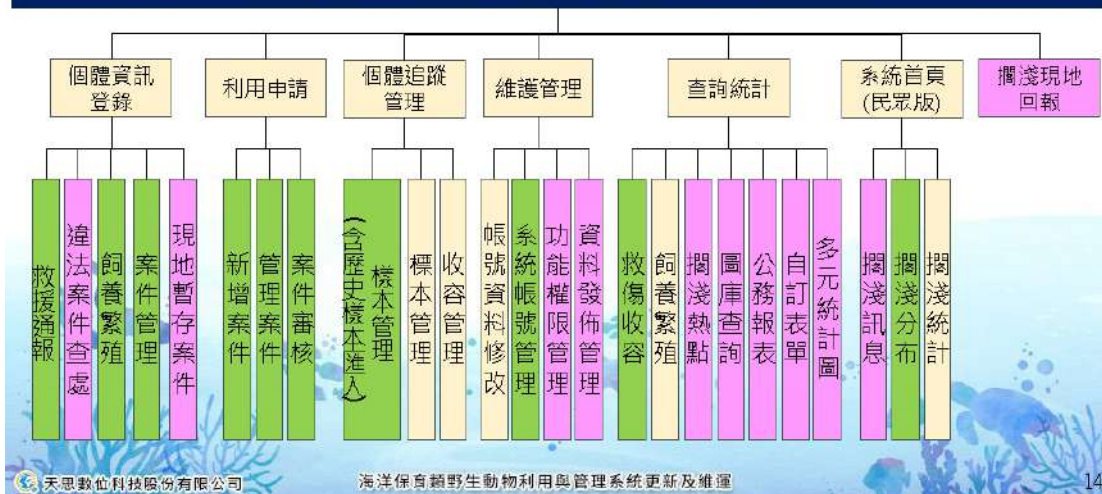 個體資訊
登錄
利用申請
個體追蹤
管理
維護管理
查詢統計
系統首頁
(民眾版)
擱淺現地
回報
救援通報
違法案件查處
飼養繁殖
案件管理
現地暫存案件
新增案件
管理案件
案件審核
樣本管理
(含歷史樣本匯入)
標本管理
收容管理
帳號資料修改
系統帳號管理
功能權限管理
資料發佈管理
救傷收容
飼養繁殖
擱淺熱點
圖庫查詢
公務報表
自訂表單
多元統計圖
擱淺訊息
擱淺分布
擱淺統計
天思數位科技股份有限公司
海洋保育類野生動物利用與管理系統更新及維運
14